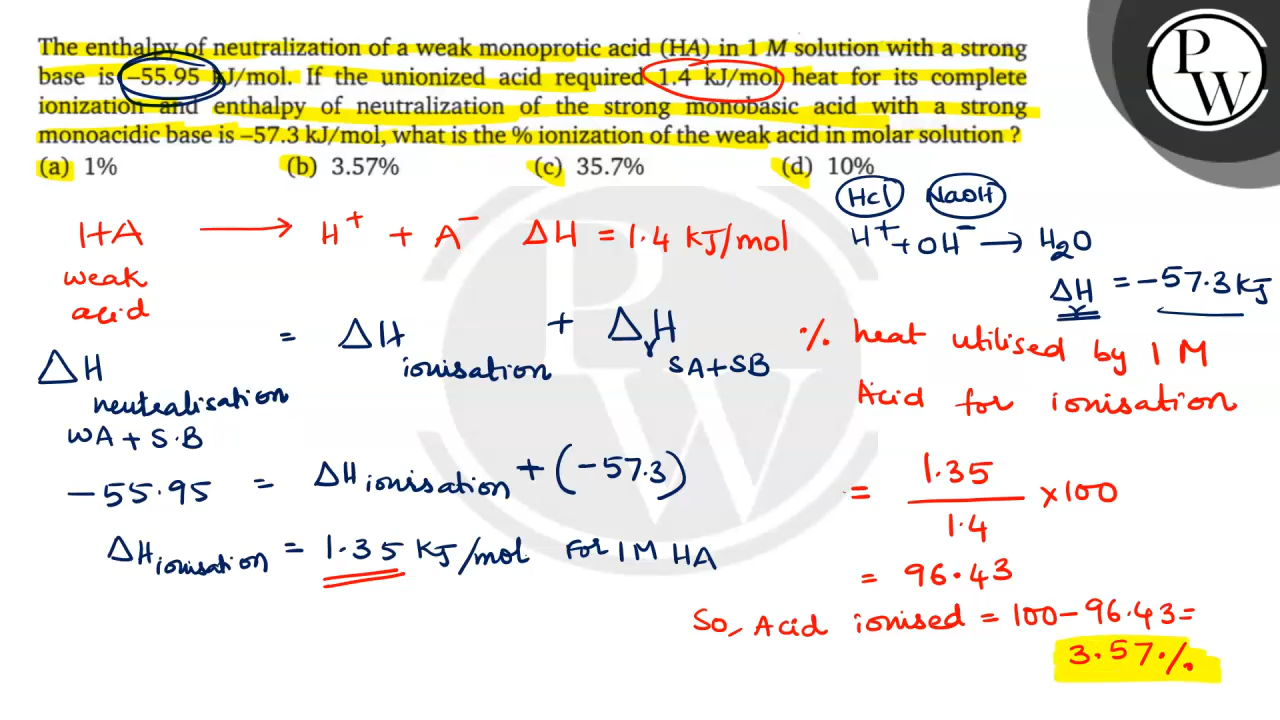 The enthalpy of neutralization of a weak monoprotic acid (HA) in 1 M solution with a strong
base is –55.95 kJ/mol. If the unionized acid required 1.4 kJ/mol heat for its complete
ionization and enthalpy of neutralization of the strong monobasic acid with a strong
monoacidic base is –57.3 kJ/mol, what is the % ionization of the weak acid in molar solution ?
(a) 1% (b) 3.57% (c) 35.7% (d) 10%
PW
HCl NaOH
HA → H⁺ + A⁻ ΔH = 1.4 KJ/mol
weak
acid
H⁺ + OH⁻ → H₂O
ΔH = -57.3 KJ
ΔH neutralisation WA + S.B = ΔH ionisation + ΔᵣH SA+SB
-55.95 = ΔH ionisation + (-57.3)
ΔH ionisation = 1.35 KJ/mol. For 1M HA
% heat utilised by 1 M
Acid for ionisation
= 1.35/1.4 × 100
= 96.43
So, Acid ionised = 100 - 96.43 =
3.57%